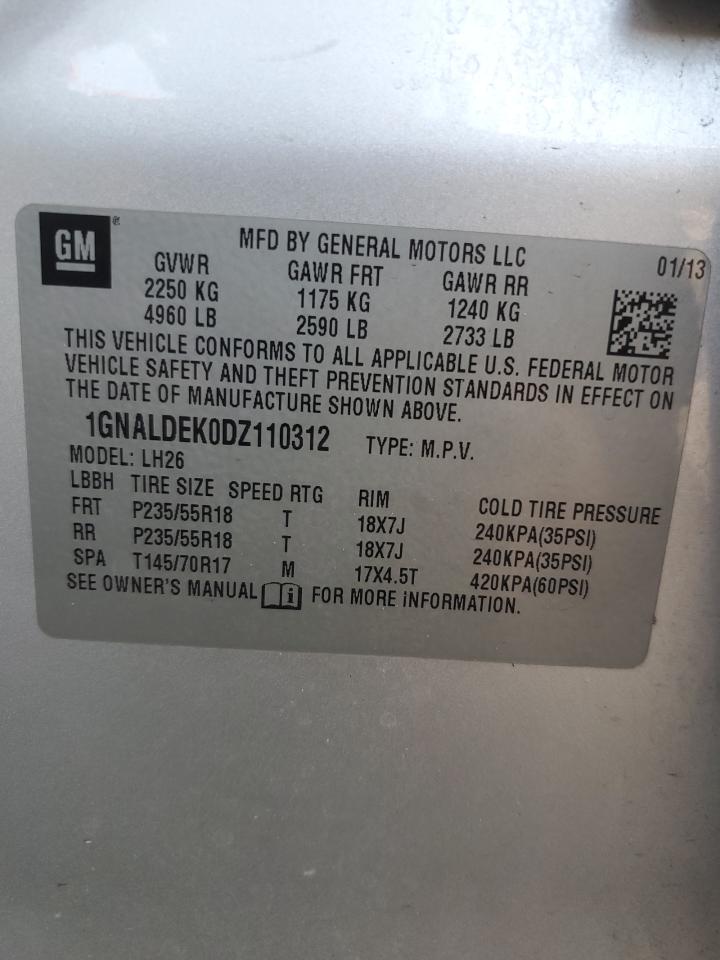 GM®
MFD BY GENERAL MOTORS LLC 01/13
GVWR GAWR FRT GAWR RR
2250 KG 1175 KG 1240 KG
4960 LB 2590 LB 2733 LB
THIS VEHICLE CONFORMS TO ALL APPLICABLE U.S. FEDERAL MOTOR
VEHICLE SAFETY AND THEFT PREVENTION STANDARDS IN EFFECT ON
THE DATE OF MANUFACTURE SHOWN ABOVE.
1GNALDEK0DZ110312 TYPE: M.P.V.
MODEL: LH26
LBBH TIRE SIZE SPEED RTG RIM COLD TIRE PRESSURE
FRT P235/55R18 T 18X7J 240KPA(35PSI)
RR P235/55R18 T 18X7J 240KPA(35PSI)
SPA T145/70R17 M 17X4.5T 420KPA(60PSI)
SEE OWNER'S MANUAL i FOR MORE INFORMATION.